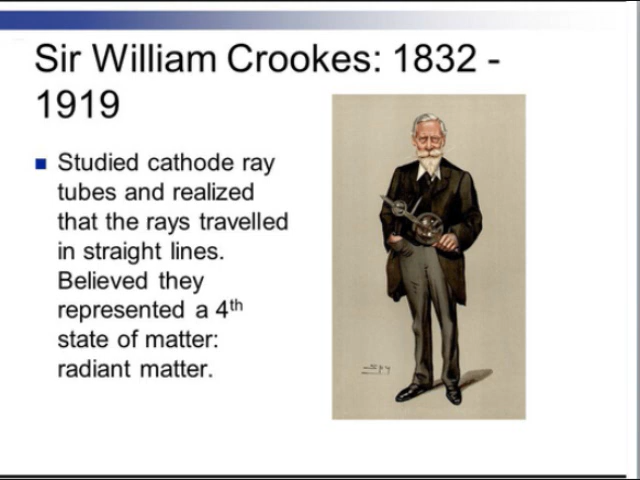 Sir William Crookes: 1832 -
1919
Studied cathode ray
tubes and realized
that the rays travelled
in straight lines.
Believed they
represented a 4th
state of matter:
radiant matter.
Spy